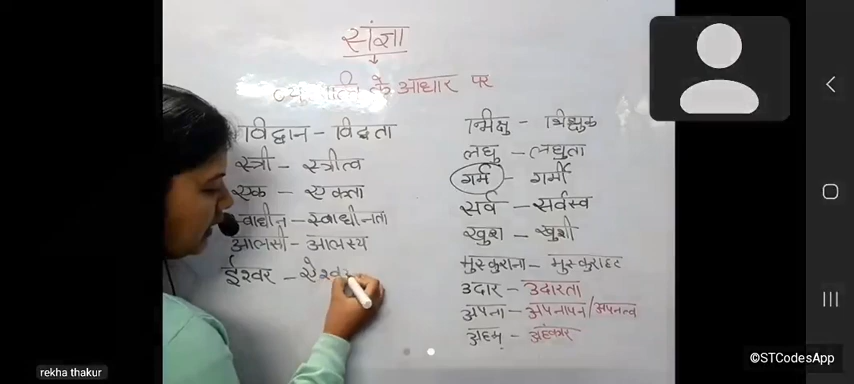 संज्ञा
के आधार पर
विद्वान - विद्वता
स्त्री - स्त्रीत्व
एक - एकता
स्वाधीन - स्वाधीनता
आलसी - आलस्य
ईश्वर - ऐश्वर
भिक्षु - भिक्षुक
लघु - लघुता
गर्म - गर्मी
सर्व - सर्वस्व
खुश - खुशी
मुस्कुराना - मुस्कुराहट
उदार - उदारता
अपना - अपनापन/अपनत्व
अहम् - अहंकार
rekha thakur
©STCodesApp